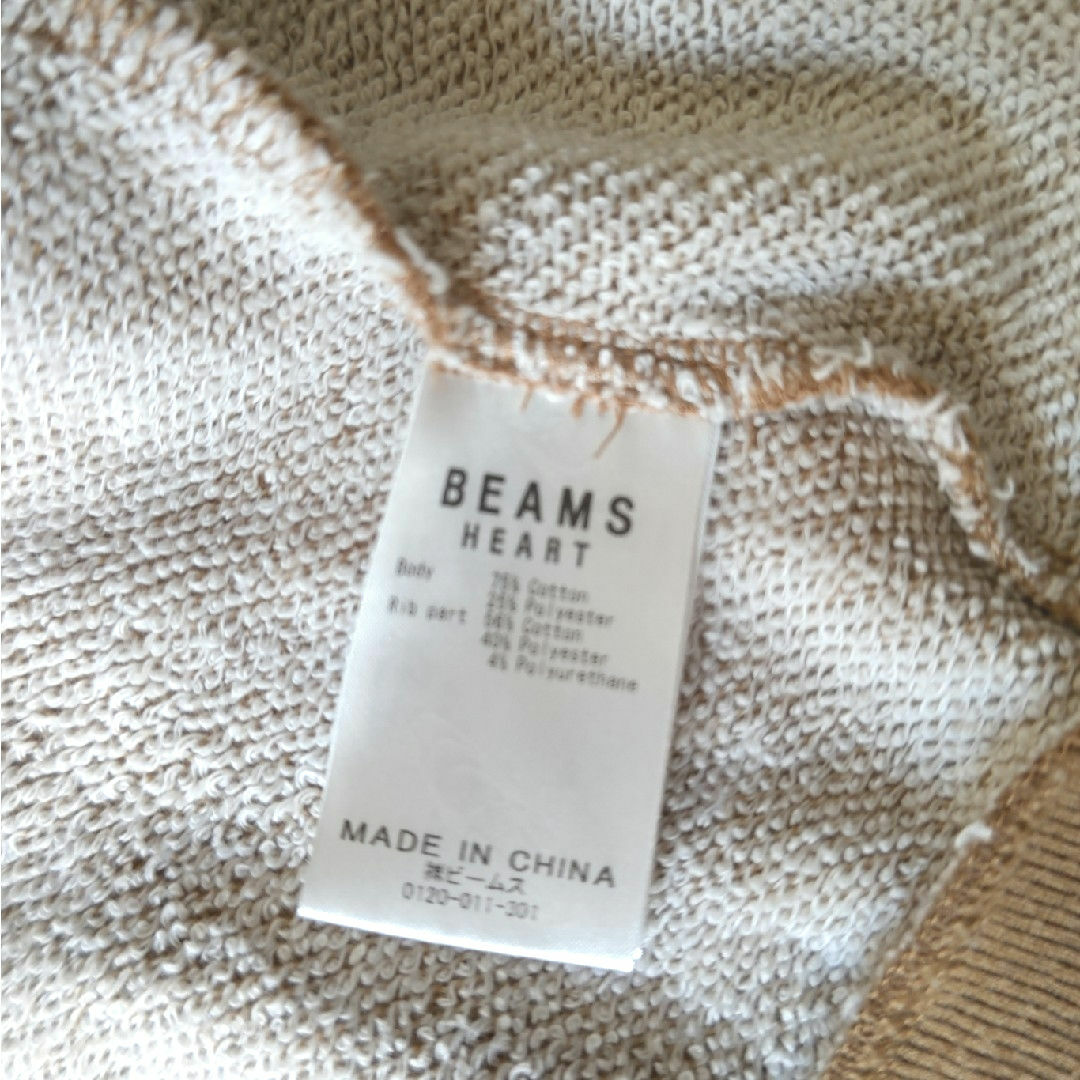 BEAMS
HEART
Body 75% Cotton
25% Polyester
Rib part 56% Cotton
40% Polyester
4% Polyurethane
MADE IN CHINA
㈱ビームス
0120-011-301